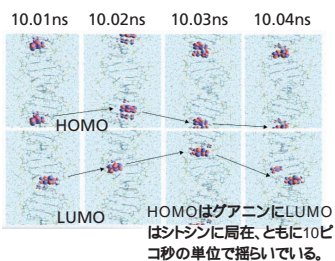 10.01ns 10.02ns 10.03ns 10.04ns
HOMO
LUMO
HOMOはグアニンにLUMO
はシトシンに局在、ともに10ピ
コ秒の単位で揺らいでいる。